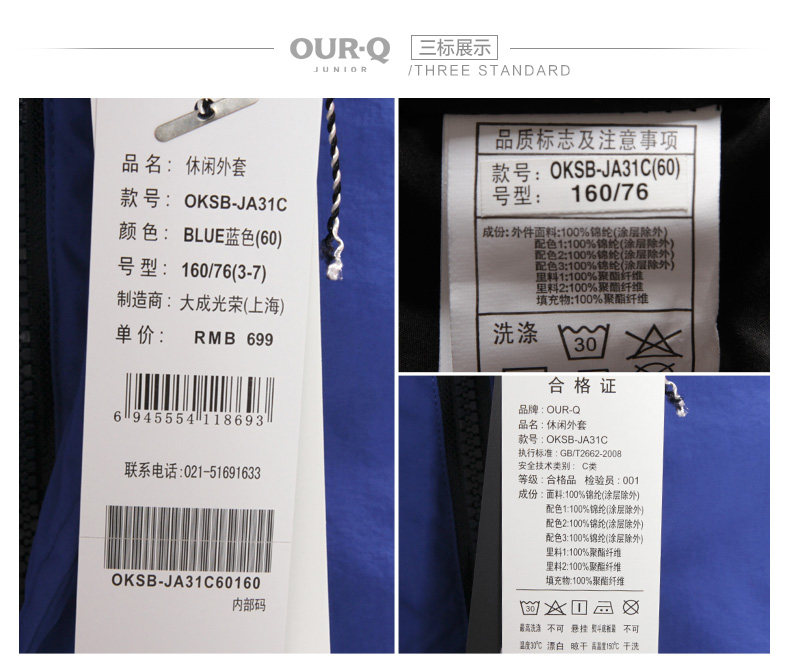 OUR-Q
JUNIOR
三标展示
/THREE STANDARD
品 名： 休闲外套
款 号： OKSB-JA31C
颜 色： BLUE蓝色(60)
号 型： 160/76(3-7)
制造商： 大成光荣(上海)
单 价： RMB 699
6 945554 118693
联系电话：021-51691633
OKSB-JA31C60160
内部码
品质标志及注意事项
款号： OKSB-JA31C(60)
号型： 160/76
成份：外件面料:100%锦纶(涂层除外)
配色1:100%锦纶(涂层除外)
配色2:100%锦纶(涂层除外)
配色3:100%锦纶(涂层除外)
里料1:100%聚酯纤维
里料2:100%聚酯纤维
填充物:100%聚酯纤维
洗涤 30
合 格 证
品牌：OUR-Q
品名：休闲外套
款号：OKSB-JA31C
执行标准：GB/T2662-2008
安全技术类别： C类
等级：合格品 检验员：001
成份：面料:100%锦纶(涂层除外)
配色1:100%锦纶(涂层除外)
配色2:100%锦纶(涂层除外)
配色3:100%锦纶(涂层除外)
里料1:100%聚酯纤维
里料2:100%聚酯纤维
填充物:100%聚酯纤维
30
最高洗涤 不可 悬挂 熨斗底板最 不可
温度30℃ 漂白 晾干 高温度150℃ 干洗